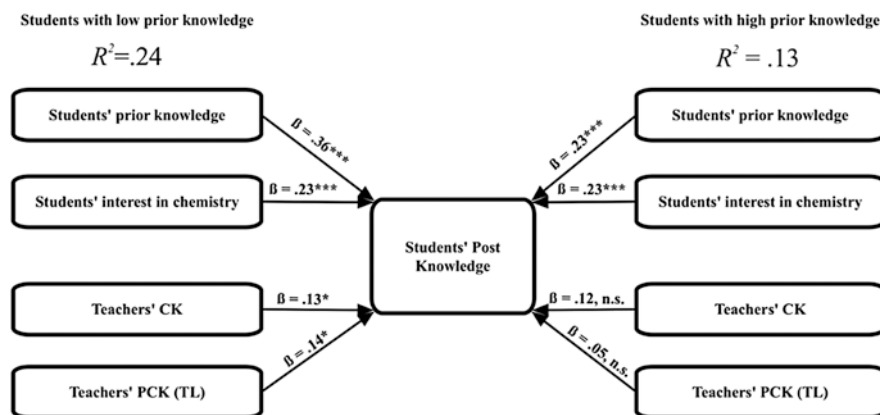 Students with low prior knowledge
R²=.24
Students' prior knowledge
ß = .36***
Students' interest in chemistry
ß = .23***
Teachers' CK
ß = .13*
Teachers' PCK (TL)
ß = .14*
Students' Post
Knowledge
Students with high prior knowledge
R² = .13
Students' prior knowledge
ß = .23***
Students' interest in chemistry
ß = .23***
Teachers' CK
ß = .12, n.s.
Teachers' PCK (TL)
ß = .05, n.s.